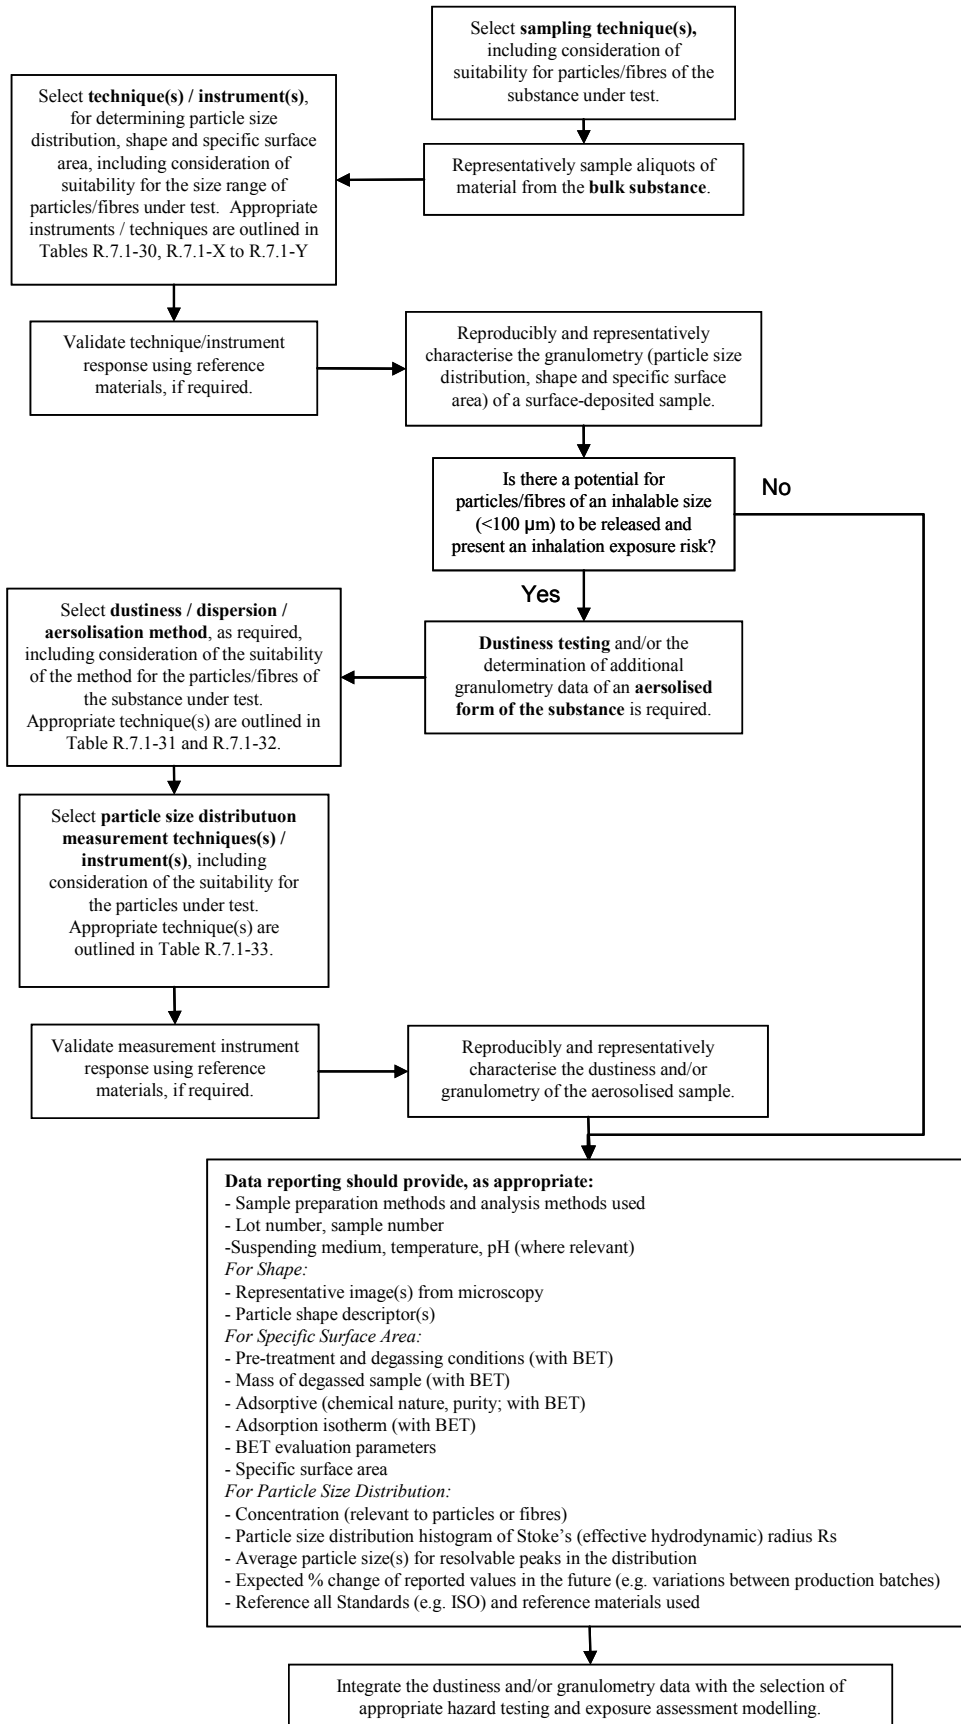 Select sampling technique(s),
including consideration of
suitability for particles/fibres of the
substance under test.
Representatively sample aliquots of
material from the bulk substance.
Select technique(s) / instrument(s),
for determining particle size
distribution, shape and specific surface
area, including consideration of
suitability for the size range of
particles/fibres under test. Appropriate
instruments / techniques are outlined in
Tables R.7.1-30, R.7.1-X to R.7.1-Y
Validate technique/instrument
response using reference
materials, if required.
Reproducibly and representatively
characterise the granulometry (particle size
distribution, shape and specific surface
area) of a surface-deposited sample.
Is there a potential for
particles/fibres of an inhalable size
(<100 µm) to be released and
present an inhalation exposure risk?
No
Yes
Dustiness testing and/or the
determination of additional
granulometry data of an aersolised
form of the substance is required.
Select dustiness / dispersion /
aersolisation method, as required,
including consideration of the suitability
of the method for the particles/fibres of
the substance under test.
Appropriate technique(s) are outlined in
Table R.7.1-31 and R.7.1-32.
Select particle size distributuon
measurement techniques(s) /
instrument(s), including
consideration of the suitability for
the particles under test.
Appropriate technique(s) are
outlined in Table R.7.1-33.
Validate measurement instrument
response using reference
materials, if required.
Reproducibly and representatively
characterise the dustiness and/or
granulometry of the aerosolised sample.
Data reporting should provide, as appropriate:
- Sample preparation methods and analysis methods used
- Lot number, sample number
-Suspending medium, temperature, pH (where relevant)
For Shape:
- Representative image(s) from microscopy
- Particle shape descriptor(s)
For Specific Surface Area:
- Pre-treatment and degassing conditions (with BET)
- Mass of degassed sample (with BET)
- Adsorptive (chemical nature, purity; with BET)
- Adsorption isotherm (with BET)
- BET evaluation parameters
- Specific surface area
For Particle Size Distribution:
- Concentration (relevant to particles or fibres)
- Particle size distribution histogram of Stoke's (effective hydrodynamic) radius Rs
- Average particle size(s) for resolvable peaks in the distribution
- Expected % change of reported values in the future (e.g. variations between production batches)
- Reference all Standards (e.g. ISO) and reference materials used
Integrate the dustiness and/or granulometry data with the selection of
appropriate hazard testing and exposure assessment modelling.